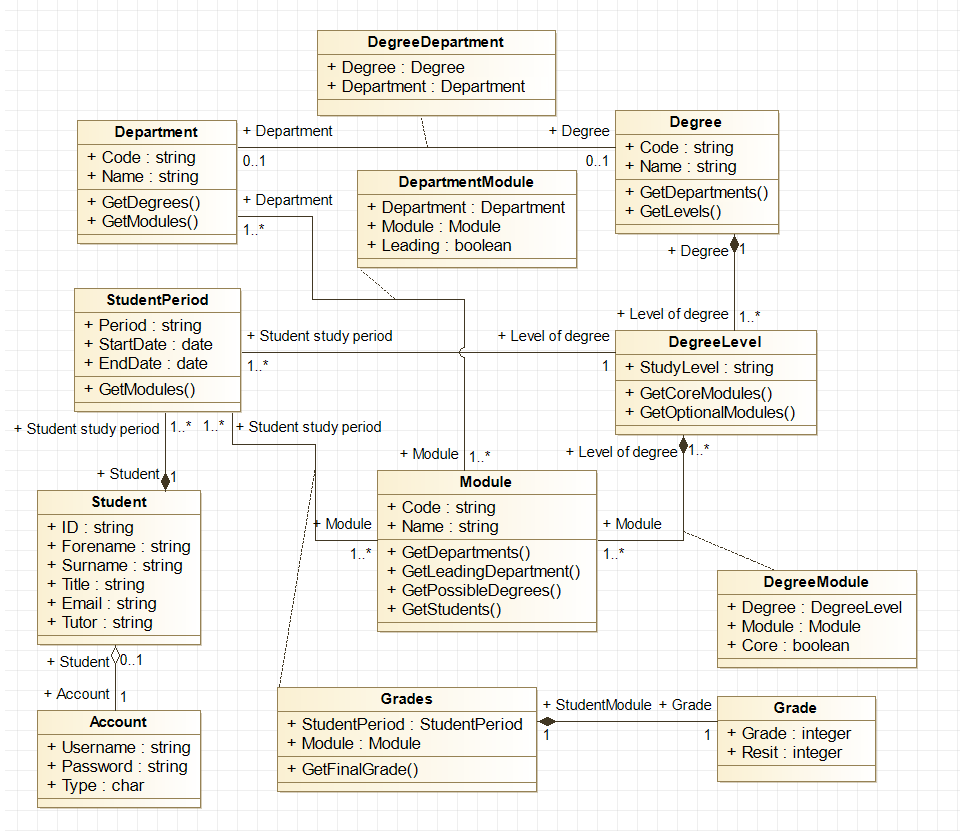 DegreeDepartment
+ Degree : Degree
+ Department : Department
Department
+ Code : string
+ Name : string
+ GetDegrees()
+ GetModules()
+ Department
0..1
+ Degree
0..1
Degree
+ Code : string
+ Name : string
+ GetDepartments()
+ GetLevels()
DepartmentModule
+ Department : Department
+ Module : Module
+ Leading : boolean
+ Department
1..*
+ Degree
1
+ Level of degree
1..*
StudentPeriod
+ Period : string
+ StartDate : date
+ EndDate : date
+ GetModules()
+ Student study period
1..*
+ Level of degree
1
DegreeLevel
+ StudyLevel : string
+ GetCoreModules()
+ GetOptionalModules()
+ Student study period
1..*
1..*
+ Student study period
+ Module
1..*
+ Level of degree
1..*
+ Student
1
Student
+ ID : string
+ Forename : string
+ Surname : string
+ Title : string
+ Email : string
+ Tutor : string
Module
+ Code : string
+ Name : string
+ GetDepartments()
+ GetLeadingDepartment()
+ GetPossibleDegrees()
+ GetStudents()
+ Module
1..*
+ Module
1..*
DegreeModule
+ Degree : DegreeLevel
+ Module : Module
+ Core : boolean
+ Student
0..1
+ Account
1
Account
+ Username : string
+ Password : string
+ Type : char
Grades
+ StudentPeriod : StudentPeriod
+ Module : Module
+ GetFinalGrade()
+ StudentModule
1
+ Grade
1
Grade
+ Grade : integer
+ Resit : integer